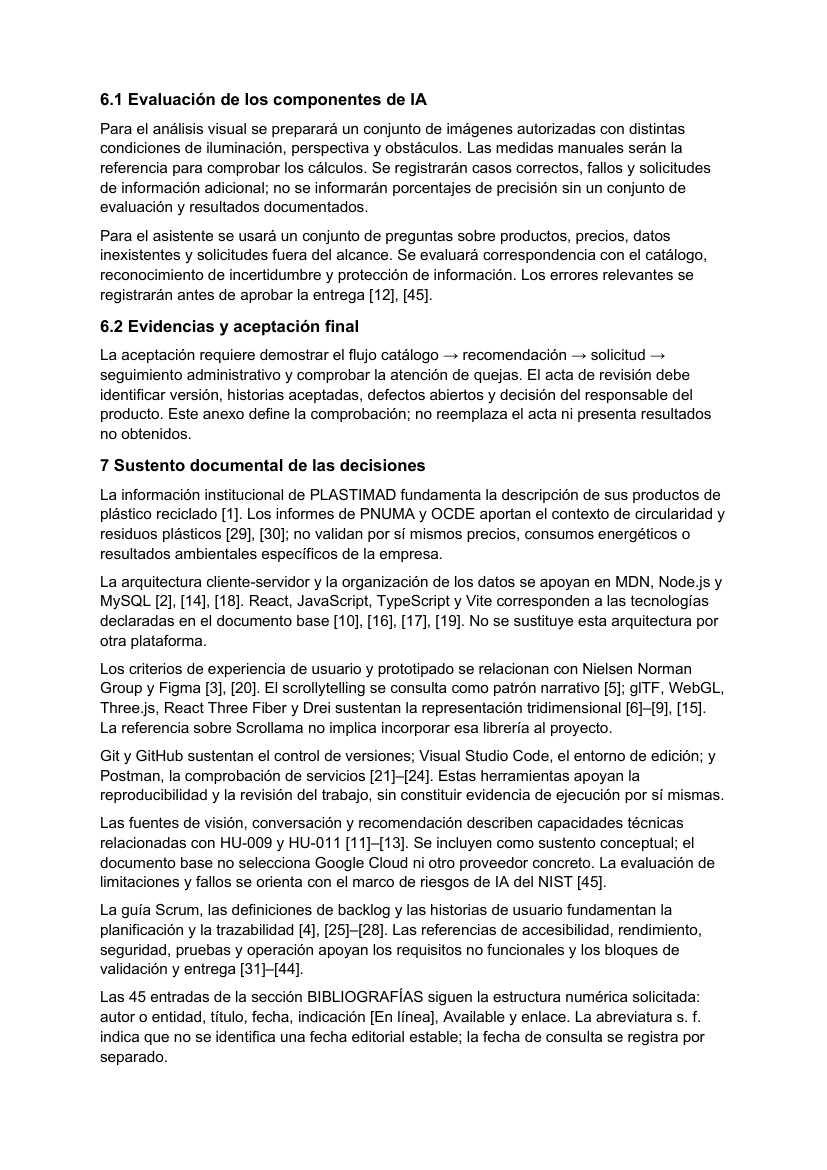 6.1 Evaluación de los componentes de IA
Para el análisis visual se preparará un conjunto de imágenes autorizadas con distintas
condiciones de iluminación, perspectiva y obstáculos. Las medidas manuales serán la
referencia para comprobar los cálculos. Se registrarán casos correctos, fallos y solicitudes
de información adicional; no se informarán porcentajes de precisión sin un conjunto de
evaluación y resultados documentados.
Para el asistente se usará un conjunto de preguntas sobre productos, precios, datos
inexistentes y solicitudes fuera del alcance. Se evaluará correspondencia con el catálogo,
reconocimiento de incertidumbre y protección de información. Los errores relevantes se
registrarán antes de aprobar la entrega [12], [45].
6.2 Evidencias y aceptación final
La aceptación requiere demostrar el flujo catálogo → recomendación → solicitud →
seguimiento administrativo y comprobar la atención de quejas. El acta de revisión debe
identificar versión, historias aceptadas, defectos abiertos y decisión del responsable del
producto. Este anexo define la comprobación; no reemplaza el acta ni presenta resultados
no obtenidos.
7 Sustento documental de las decisiones
La información institucional de PLASTIMAD fundamenta la descripción de sus productos de
plástico reciclado [1]. Los informes de PNUMA y OCDE aportan el contexto de circularidad y
residuos plásticos [29], [30]; no validan por sí mismos precios, consumos energéticos o
resultados ambientales específicos de la empresa.
La arquitectura cliente-servidor y la organización de los datos se apoyan en MDN, Node.js y
MySQL [2], [14], [18]. React, JavaScript, TypeScript y Vite corresponden a las tecnologías
declaradas en el documento base [10], [16], [17], [19]. No se sustituye esta arquitectura por
otra plataforma.
Los criterios de experiencia de usuario y prototipado se relacionan con Nielsen Norman
Group y Figma [3], [20]. El scrollytelling se consulta como patrón narrativo [5]; glTF, WebGL,
Three.js, React Three Fiber y Drei sustentan la representación tridimensional [6]–[9], [15].
La referencia sobre Scrollama no implica incorporar esa librería al proyecto.
Git y GitHub sustentan el control de versiones; Visual Studio Code, el entorno de edición; y
Postman, la comprobación de servicios [21]–[24]. Estas herramientas apoyan la
reproducibilidad y la revisión del trabajo, sin constituir evidencia de ejecución por sí mismas.
Las fuentes de visión, conversación y recomendación describen capacidades técnicas
relacionadas con HU-009 y HU-011 [11]–[13]. Se incluyen como sustento conceptual; el
documento base no selecciona Google Cloud ni otro proveedor concreto. La evaluación de
limitaciones y fallos se orienta con el marco de riesgos de IA del NIST [45].
La guía Scrum, las definiciones de backlog y las historias de usuario fundamentan la
planificación y la trazabilidad [4], [25]–[28]. Las referencias de accesibilidad, rendimiento,
seguridad, pruebas y operación apoyan los requisitos no funcionales y los bloques de
validación y entrega [31]–[44].
Las 45 entradas de la sección BIBLIOGRAFÍAS siguen la estructura numérica solicitada:
autor o entidad, título, fecha, indicación [En línea], Available y enlace. La abreviatura s. f.
indica que no se identifica una fecha editorial estable; la fecha de consulta se registra por
separado.